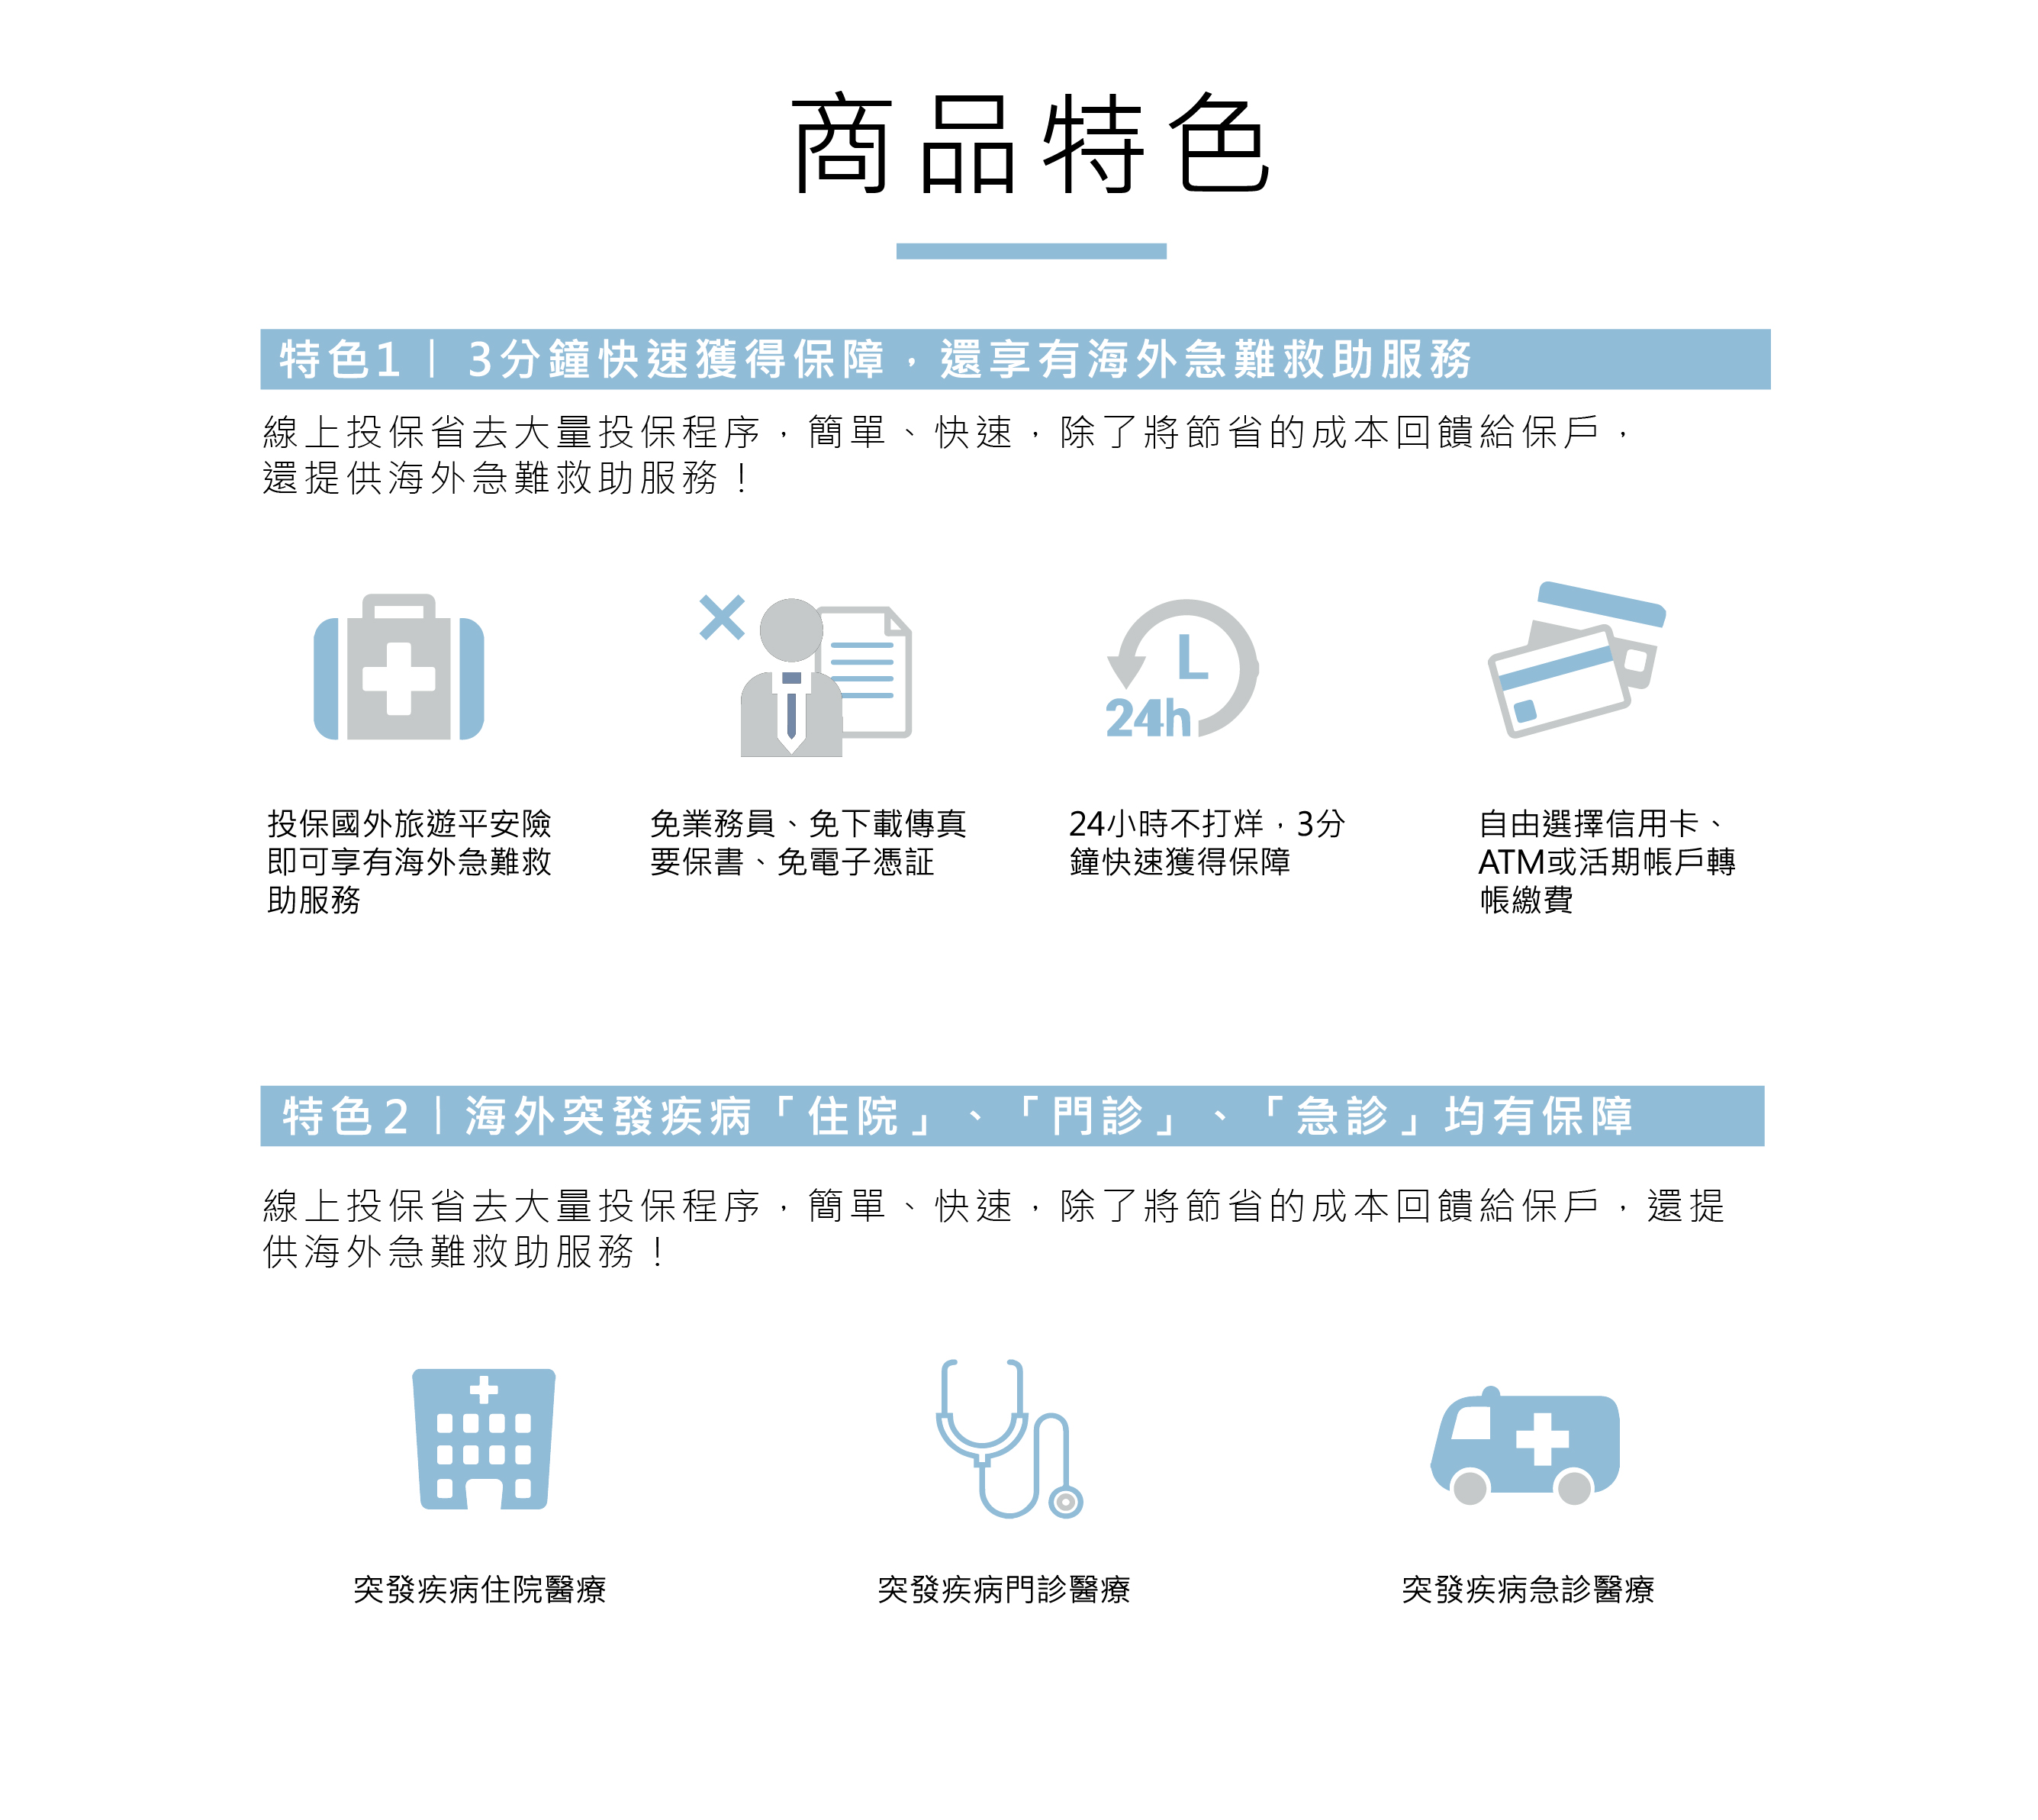 商品特色
特色1｜ 3分鐘快速獲得保障，還享有海外急難救助服務
線上投保省去大量投保程序，簡單、快速，除了將節省的成本回饋給保戶，
還提供海外急難救助服務！
24h
投保國外旅遊平安險
即可享有海外急難救
助服務
免業務員、免下載傳真
要保書、免電子憑証
24小時不打烊，3分
鐘快速獲得保障
自由選擇信用卡、
ATM或活期帳戶轉
帳繳費
特色2｜海外突發疾病「住院」、「門診」、「急診」均有保障
線上投保省去大量投保程序，簡單、快速，除了將節省的成本回饋給保戶，還提
供海外急難救助服務！
突發疾病住院醫療
突發疾病門診醫療
突發疾病急診醫療